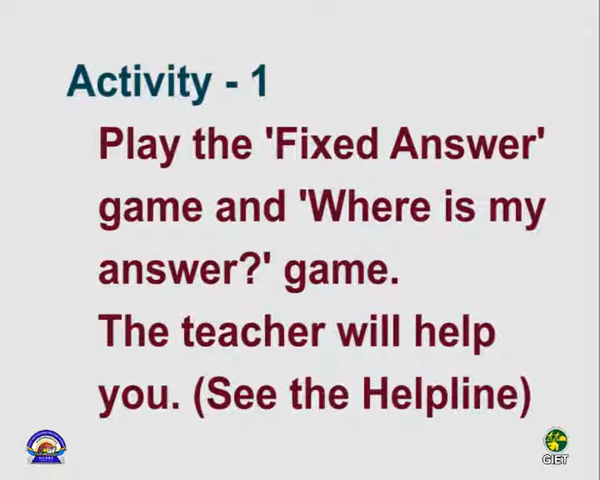 Activity - 1
Play the 'Fixed Answer'
game and 'Where is my
answer?' game.
The teacher will help
you. (See the Helpline)
GIET